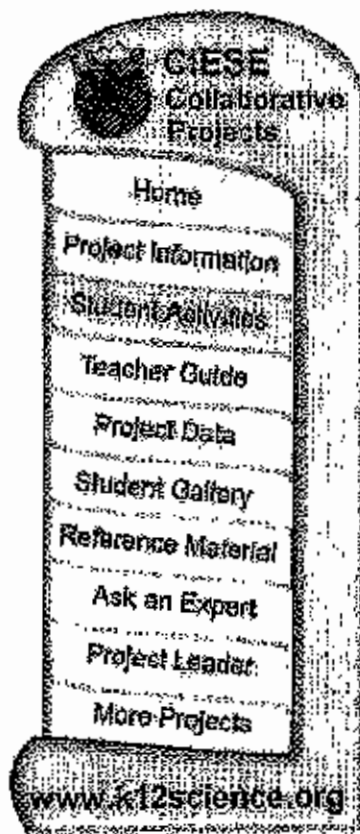 CIESE
Collaborative
Projects
Home
Project Information
Student Activities
Teacher Guide
Project Data
Student Gallery
Reference Material
Ask an Expert
Project Leader
More Projects
www.k12science.org